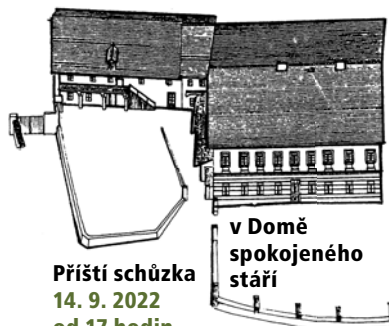 v Domě
spokojeného
stáří
Příští schůzka
14. 9. 2022
od 17 hodin